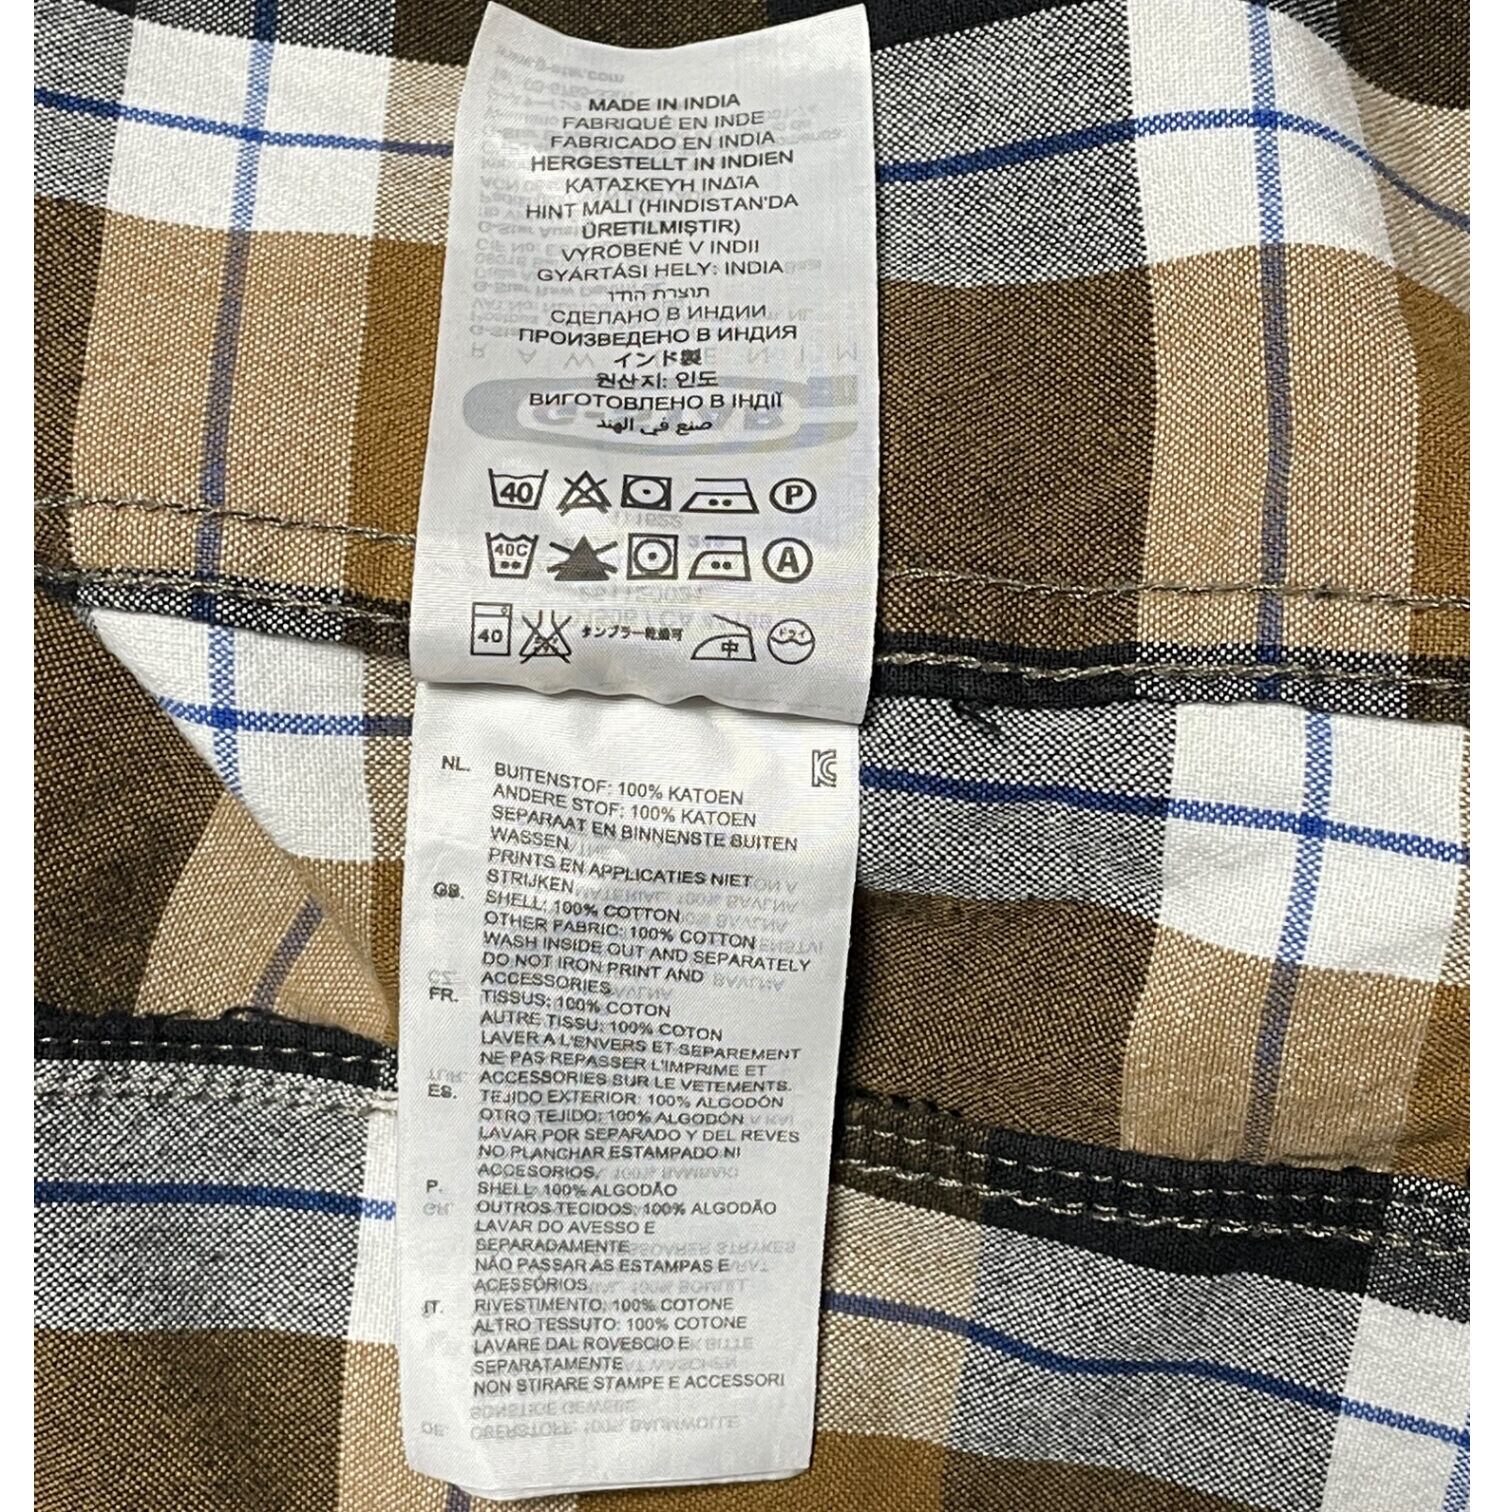 MADE IN INDIA
FABRIQUÉ EN INDE
FABRICADO EN INDIA
HERGESTELLT IN INDIEN
ΚΑΤΑΣΚΕΥΗ ΙΝΔΊΑ
HINT MALI (HINDISTAN'DA
ÜRETILMIŞTIR)
VYROBENÉ V INDII
GYÁRTÁSI HELY: INDIA
תוצרת הודו
СДЕЛАНО В ИНДИИ
ПРОИЗВЕДЕНО В ИНДИЯ
インド製
원산지: 인도
ВИГОТОВЛЕНО В ІНДІЇ
صنع في الهند
40 P
40C A
40 タンブラー乾燥可 中 ドライ
NL. BUITENSTOF: 100% KATOEN
ANDERE STOF: 100% KATOEN
SEPARAAT EN BINNENSTE BUITEN
WASSEN
PRINTS EN APPLICATIES NIET
STRIJKEN
GB. SHELL: 100% COTTON
OTHER FABRIC: 100% COTTON
WASH INSIDE OUT AND SEPARATELY
DO NOT IRON PRINT AND
ACCESSORIES
FR. TISSUS: 100% COTON
AUTRE TISSU: 100% COTON
LAVER A L'ENVERS ET SEPAREMENT
NE PAS REPASSER L'IMPRIME ET
ACCESSORIES SUR LE VETEMENTS.
ES. TEJIDO EXTERIOR: 100% ALGODÓN
OTRO TEJIDO: 100% ALGODÓN
LAVAR POR SEPARADO Y DEL REVES
NO PLANCHAR ESTAMPADO NI
ACCESORIOS.
P. SHELL: 100% ALGODÃO
OUTROS TECIDOS: 100% ALGODÃO
LAVAR DO AVESSO E
SEPARADAMENTE
NÃO PASSAR AS ESTAMPAS E
ACESSÓRIOS
IT. RIVESTIMENTO: 100% COTONE
ALTRO TESSUTO: 100% COTONE
LAVARE DAL ROVESCIO E
SEPARATAMENTE
NON STIRARE STAMPE E ACCESSORI